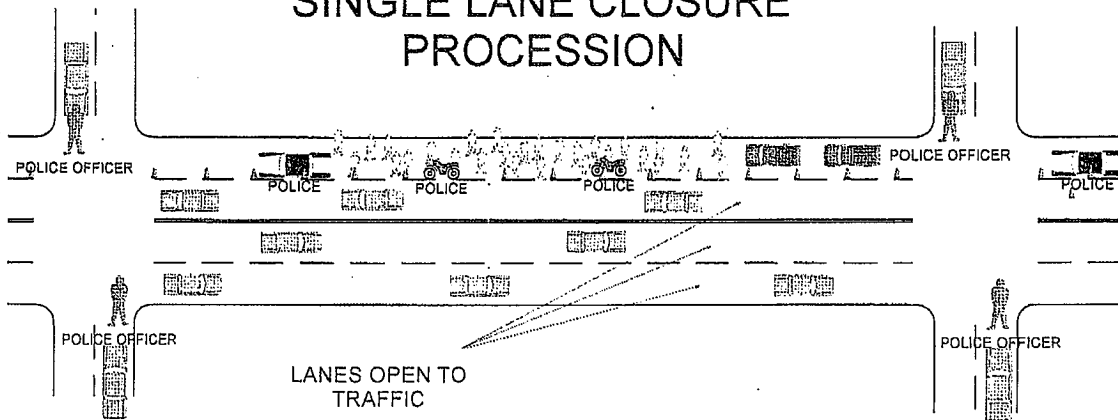 SINGLE LANE CLOSURE
PROCESSION
POLICE OFFICER
POLICE OFFICER
POLICE
POLICE
POLICE
POLICE
POLICE OFFICER
POLICE OFFICER
LANES OPEN TO
TRAFFIC